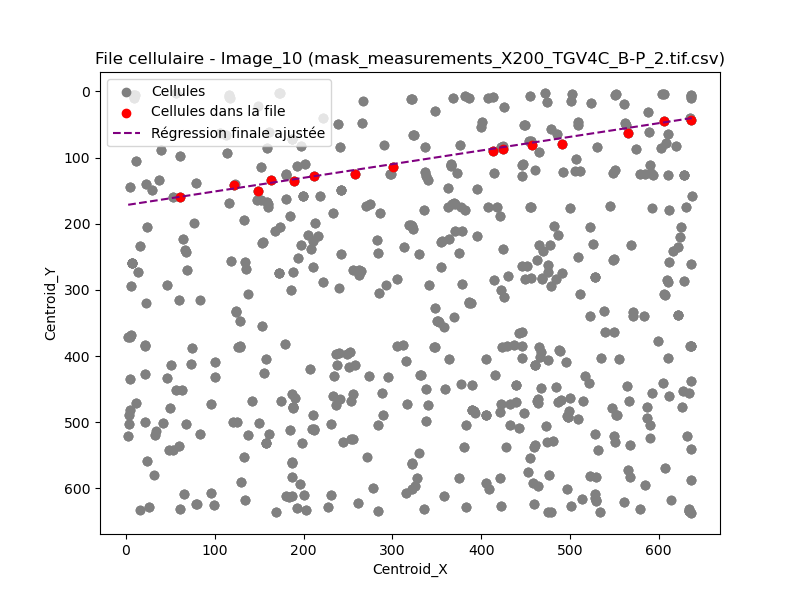 File cellulaire - Image_10 (mask_measurements_X200_TGV4C_B-P_2.tif.csv)
Cellules
Cellules dans la file
Régression finale ajustée
0
100
200
300
400
500
600
Centroid_Y
0 100 200 300 400 500 600
Centroid_X